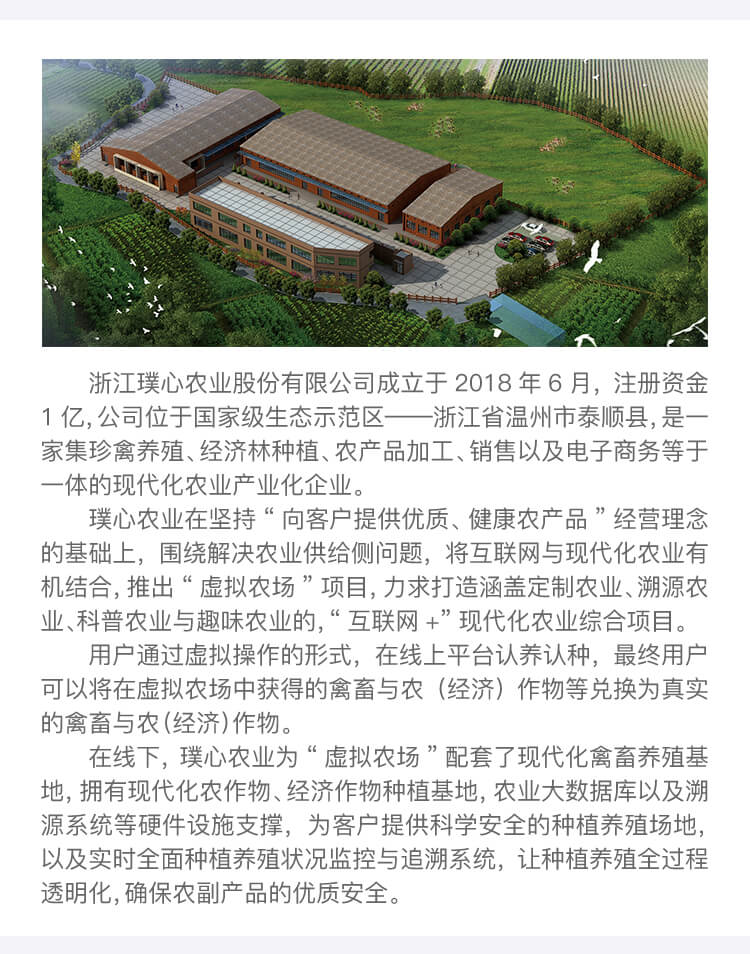 浙江璞心农业股份有限公司成立于 2018 年 6 月，注册资金
1 亿，公司位于国家级生态示范区——浙江省温州市泰顺县，是一
家集珍禽养殖、经济林种植、农产品加工、销售以及电子商务等于
一体的现代化农业产业化企业。
璞心农业在坚持“向客户提供优质、健康农产品”经营理念
的基础上，围绕解决农业供给侧问题，将互联网与现代化农业有
机结合，推出“虚拟农场”项目，力求打造涵盖定制农业、溯源农
业、科普农业与趣味农业的，“互联网 +”现代化农业综合项目。
用户通过虚拟操作的形式，在线上平台认养认种，最终用户
可以将在虚拟农场中获得的禽畜与农（经济）作物等兑换为真实
的禽畜与农（经济）作物。
在线下，璞心农业为“虚拟农场”配套了现代化禽畜养殖基
地，拥有现代化农作物、经济作物种植基地，农业大数据库以及溯
源系统等硬件设施支撑，为客户提供科学安全的种植养殖场地，
以及实时全面种植养殖状况监控与追溯系统，让种植养殖全过程
透明化，确保农副产品的优质安全。